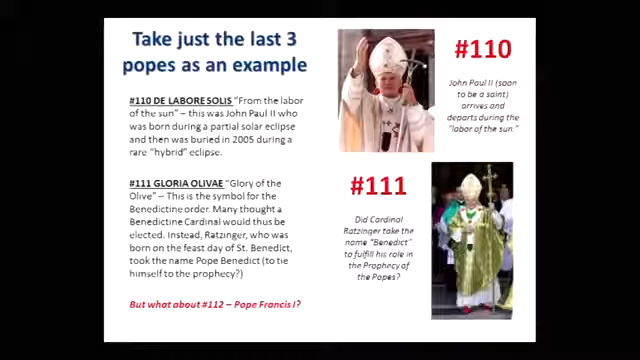 Take just the last 3
popes as an example
#110 DE LABORE SOLIS "From the labor
of the sun" – this was John Paul II who
was born during a partial solar eclipse
and then was buried in 2005 during a
rare "hybrid" eclipse.
#111 GLORIA OLIVAE "Glory of the
Olive" – This is the symbol for the
Benedictine order. Many thought a
Benedictine Cardinal would thus be
elected. Instead, Ratzinger, who was
born on the feast day of St. Benedict,
took the name Pope Benedict (to tie
himself to the prophecy?)
But what about #112 – Pope Francis I?
#110
John Paul II (soon
to be a saint)
arrives and
departs during the
"labor of the sun."
#111
Did Cardinal
Ratzinger take the
name "Benedict"
to fulfill his role in
the Prophecy of
the Popes?